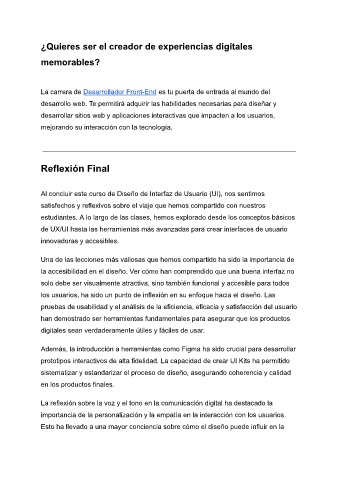 ¿Quieres ser el creador de experiencias digitales
memorables?
La carrera de Desarrollador Front-End es tu puerta de entrada al mundo del
desarrollo web. Te permitirá adquirir las habilidades necesarias para diseñar y
desarrollar sitios web y aplicaciones interactivas que impacten a los usuarios,
mejorando su interacción con la tecnología.
Reflexión Final
Al concluir este curso de Diseño de Interfaz de Usuario (UI), nos sentimos
satisfechos y reflexivos sobre el viaje que hemos compartido con nuestros
estudiantes. A lo largo de las clases, hemos explorado desde los conceptos básicos
de UX/UI hasta las herramientas más avanzadas para crear interfaces de usuario
innovadoras y accesibles.
Una de las lecciones más valiosas que hemos compartido ha sido la importancia de
la accesibilidad en el diseño. Ver cómo han comprendido que una buena interfaz no
solo debe ser visualmente atractiva, sino también funcional y accesible para todos
los usuarios, ha sido un punto de inflexión en su enfoque hacia el diseño. Las
pruebas de usabilidad y el análisis de la eficiencia, eficacia y satisfacción del usuario
han demostrado ser herramientas fundamentales para asegurar que los productos
digitales sean verdaderamente útiles y fáciles de usar.
Además, la introducción a herramientas como Figma ha sido crucial para desarrollar
prototipos interactivos de alta fidelidad. La capacidad de crear UI Kits ha permitido
sistematizar y estandarizar el proceso de diseño, asegurando coherencia y calidad
en los productos finales.
La reflexión sobre la voz y el tono en la comunicación digital ha destacado la
importancia de la personalización y la empatía en la interacción con los usuarios.
Esto ha llevado a una mayor conciencia sobre cómo el diseño puede influir en la